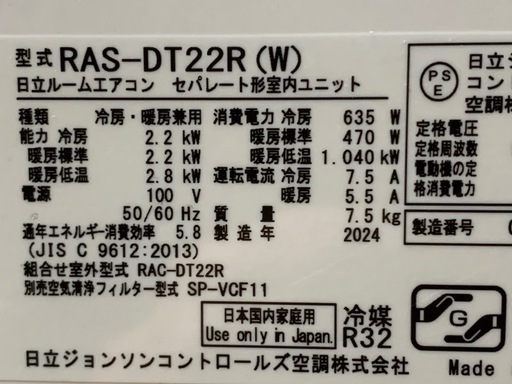 型式 RAS-DT22R(W)
日立ルームエアコン セパレート形室内ユニット
種類 冷房・暖房兼用 消費電力 冷房 635 W
能力 冷房 2.2 kW 暖房標準 470 W
暖房標準 2.2 kW 暖房低温 1.040 kW
暖房低温 2.8 kW 運転電流 冷房 7.5 A
電源 100 V 暖房 5.5 A
50/60 Hz 質量 7.5 kg
通年エネルギー消費効率 5.8 製造年 2024
(JIS C 9612:2013)
組合せ室外型式 RAC-DT22R
別売空気清浄フィルター型式 SP-VCF11
日本国内家庭用
Use only in Japan.
冷媒
R32
日立ジョンソンコントロールズ空調株式会社
PS
E
日立ジ
コント
空調株
定格電圧
定格周波数
電動機の定
格消費電力
製造番号
G
Made